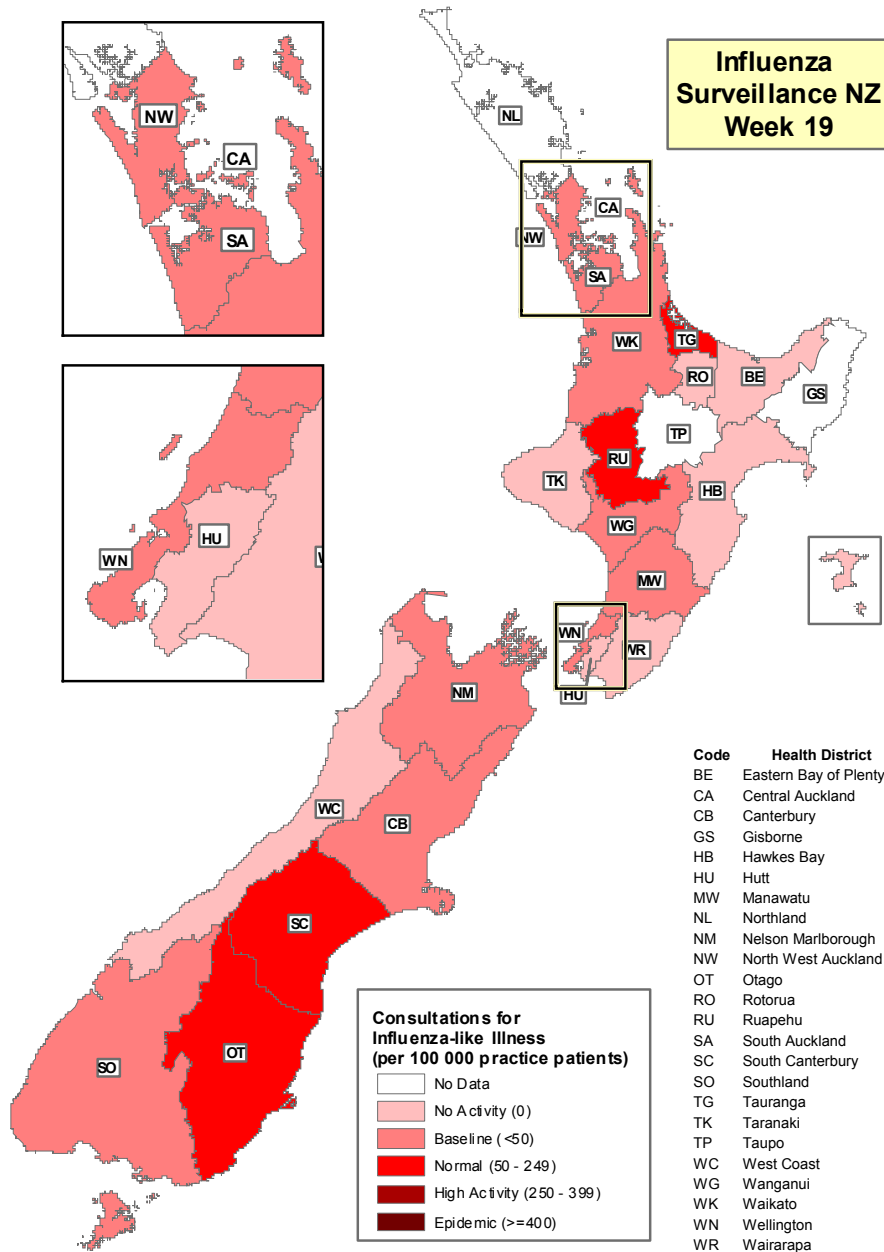 Influenza
Surveillance NZ
Week 19
NW
CA
SA
NL
CA
NW
SA
WK
TG
RO
BE
GS
TP
RU
TK
HB
WG
MW
WN
WR
HU
HU
WN
W
NM
WC
CB
SC
OT
SO
Consultations for
Influenza-like Illness
(per 100 000 practice patients)
No Data
No Activity (0)
Baseline (<50)
Normal (50 - 249)
High Activity (250 - 399)
Epidemic (>=400)
Code Health District
BE Eastern Bay of Plenty
CA Central Auckland
CB Canterbury
GS Gisborne
HB Hawkes Bay
HU Hutt
MW Manawatu
NL Northland
NM Nelson Marlborough
NW North West Auckland
OT Otago
RO Rotorua
RU Ruapehu
SA South Auckland
SC South Canterbury
SO Southland
TG Tauranga
TK Taranaki
TP Taupo
WC West Coast
WG Wanganui
WK Waikato
WN Wellington
WR Wairarapa